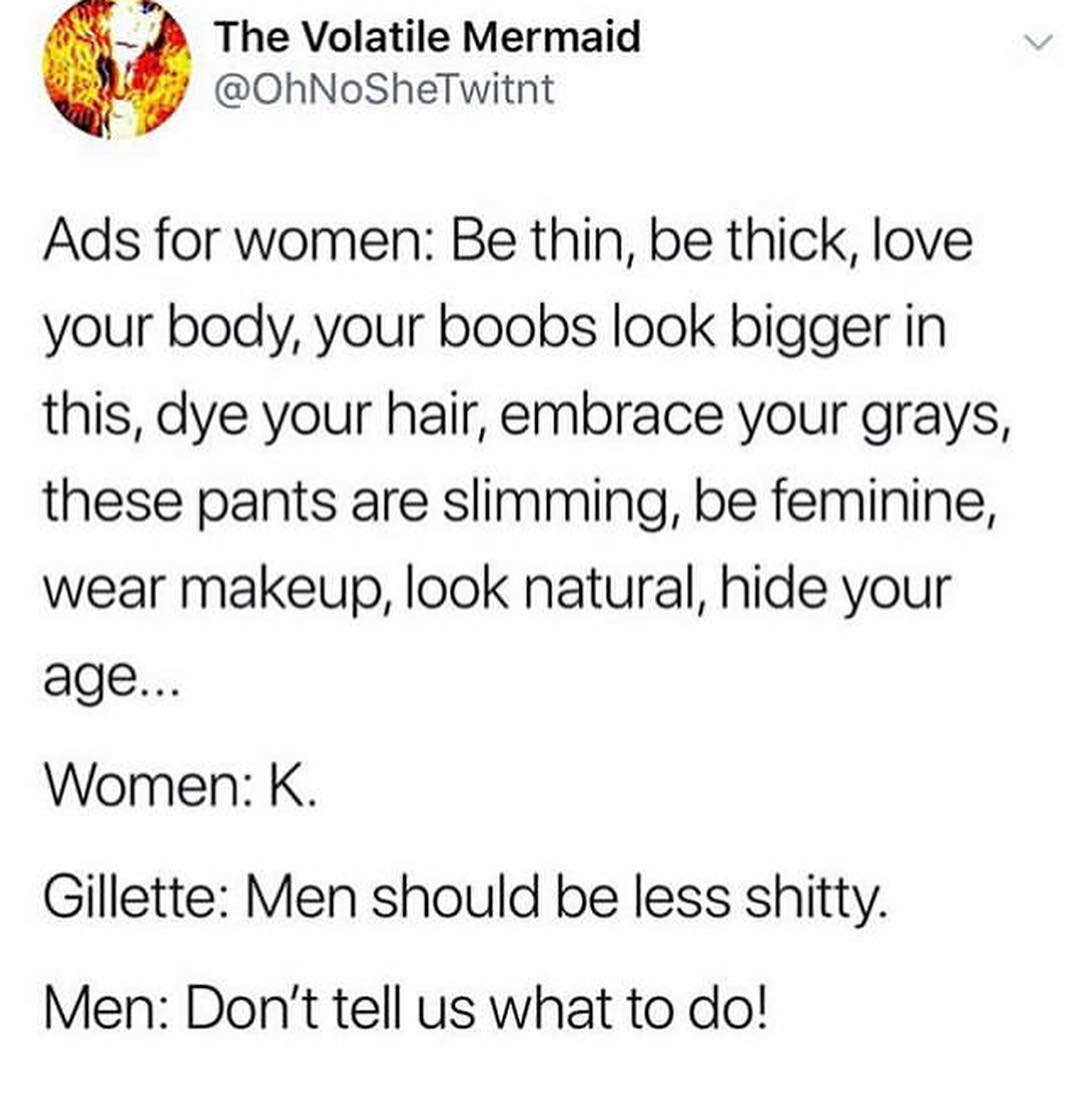 The Volatile Mermaid
@OhNoSheTwitnt
Ads for women: Be thin, be thick, love
your body, your boobs look bigger in
this, dye your hair, embrace your grays,
these pants are slimming, be feminine,
wear makeup, look natural, hide your
age...
Women: K.
Gillette: Men should be less shitty.
Men: Don't tell us what to do!